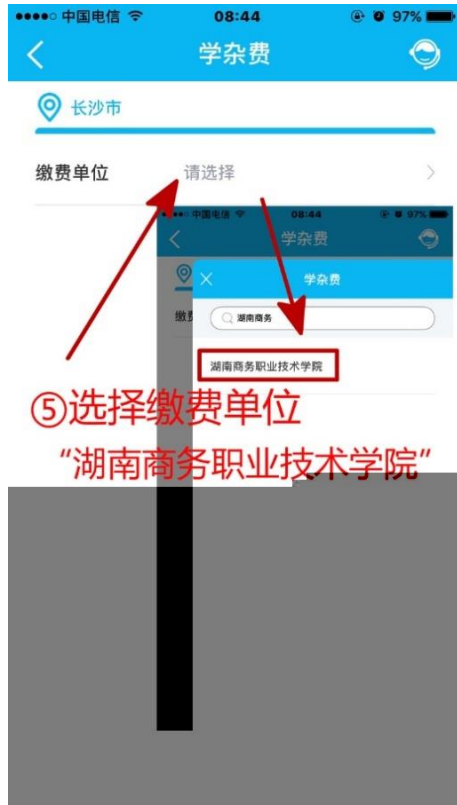 中国电信 08:44 97%
学杂费
长沙市
缴费单位 请选择
中国电信 08:44 97%
学杂费
学杂费
缴费
湖南商务
湖南商务职业技术学院
⑤选择缴费单位
“湖南商务职业技术学院”